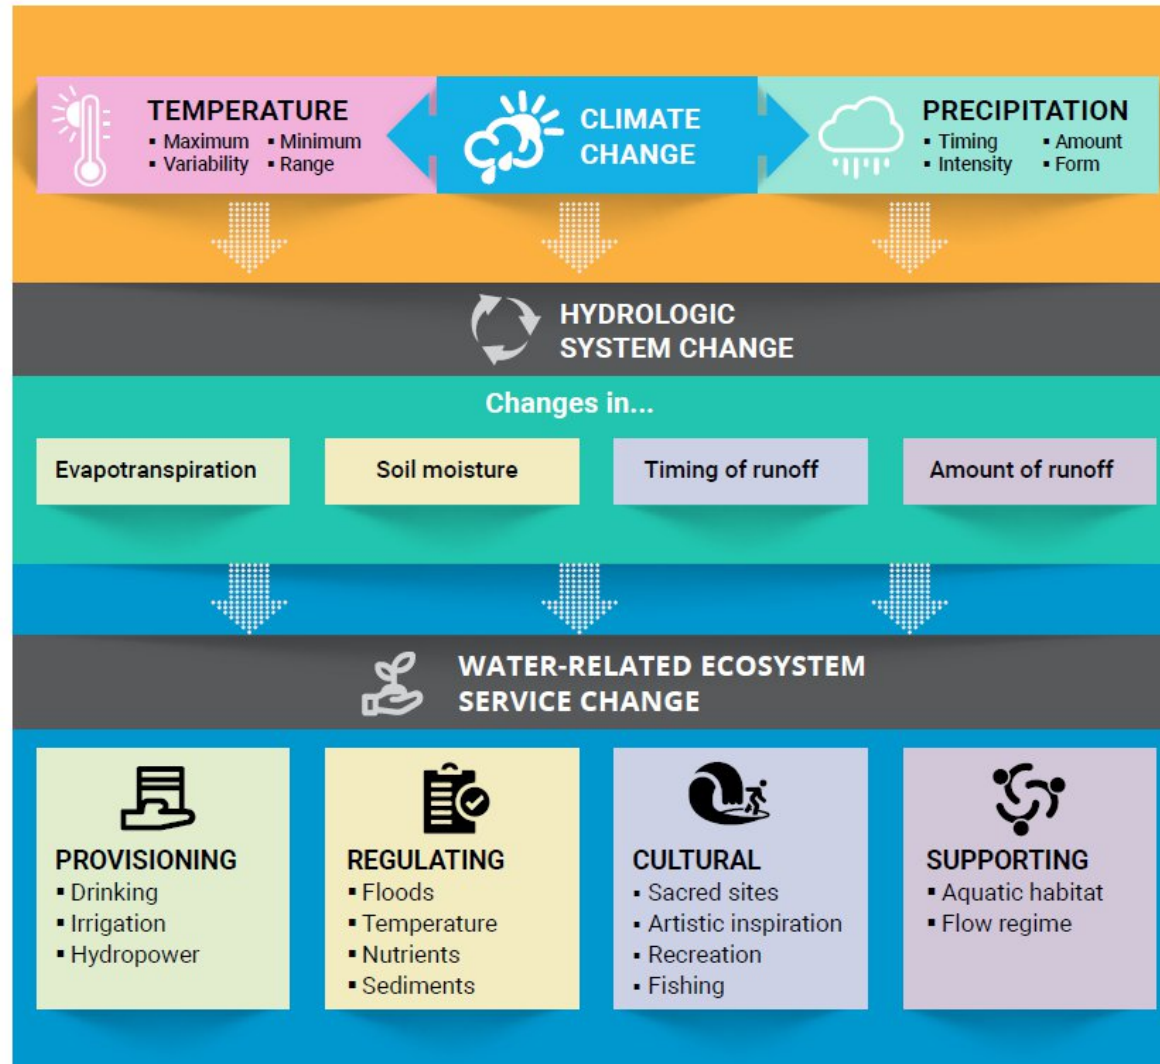 TEMPERATURE
▪ Maximum ▪ Minimum
▪ Variability ▪ Range
CLIMATE
CHANGE
PRECIPITATION
▪ Timing ▪ Amount
▪ Intensity ▪ Form
HYDROLOGIC
SYSTEM CHANGE
Changes in...
Evapotranspiration
Soil moisture
Timing of runoff
Amount of runoff
WATER-RELATED ECOSYSTEM
SERVICE CHANGE
PROVISIONING
▪ Drinking
▪ Irrigation
▪ Hydropower
REGULATING
▪ Floods
▪ Temperature
▪ Nutrients
▪ Sediments
CULTURAL
▪ Sacred sites
▪ Artistic inspiration
▪ Recreation
▪ Fishing
SUPPORTING
▪ Aquatic habitat
▪ Flow regime